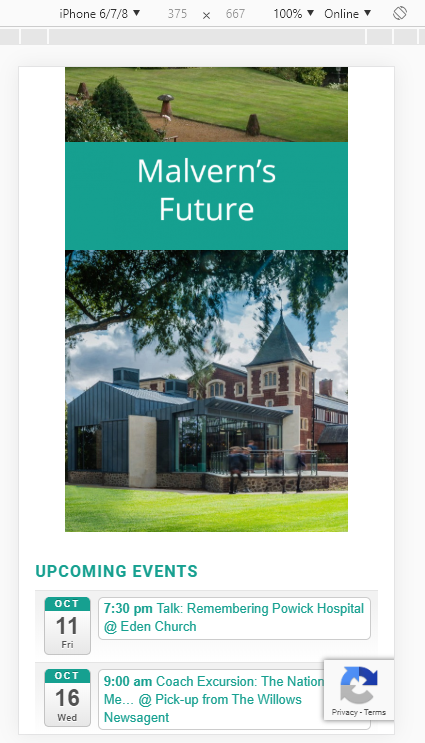 iPhone 6/7/8 ▼ 375 × 667 100% ▼ Online ▼
Malvern’s
Future
UPCOMING EVENTS
OCT
11
Fri
7:30 pm Talk: Remembering Powick Hospital
@ Eden Church
OCT
16
Wed
9:00 am Coach Excursion: The Nation
Me… @ Pick-up from The Willows
Newsagent
Privacy - Terms